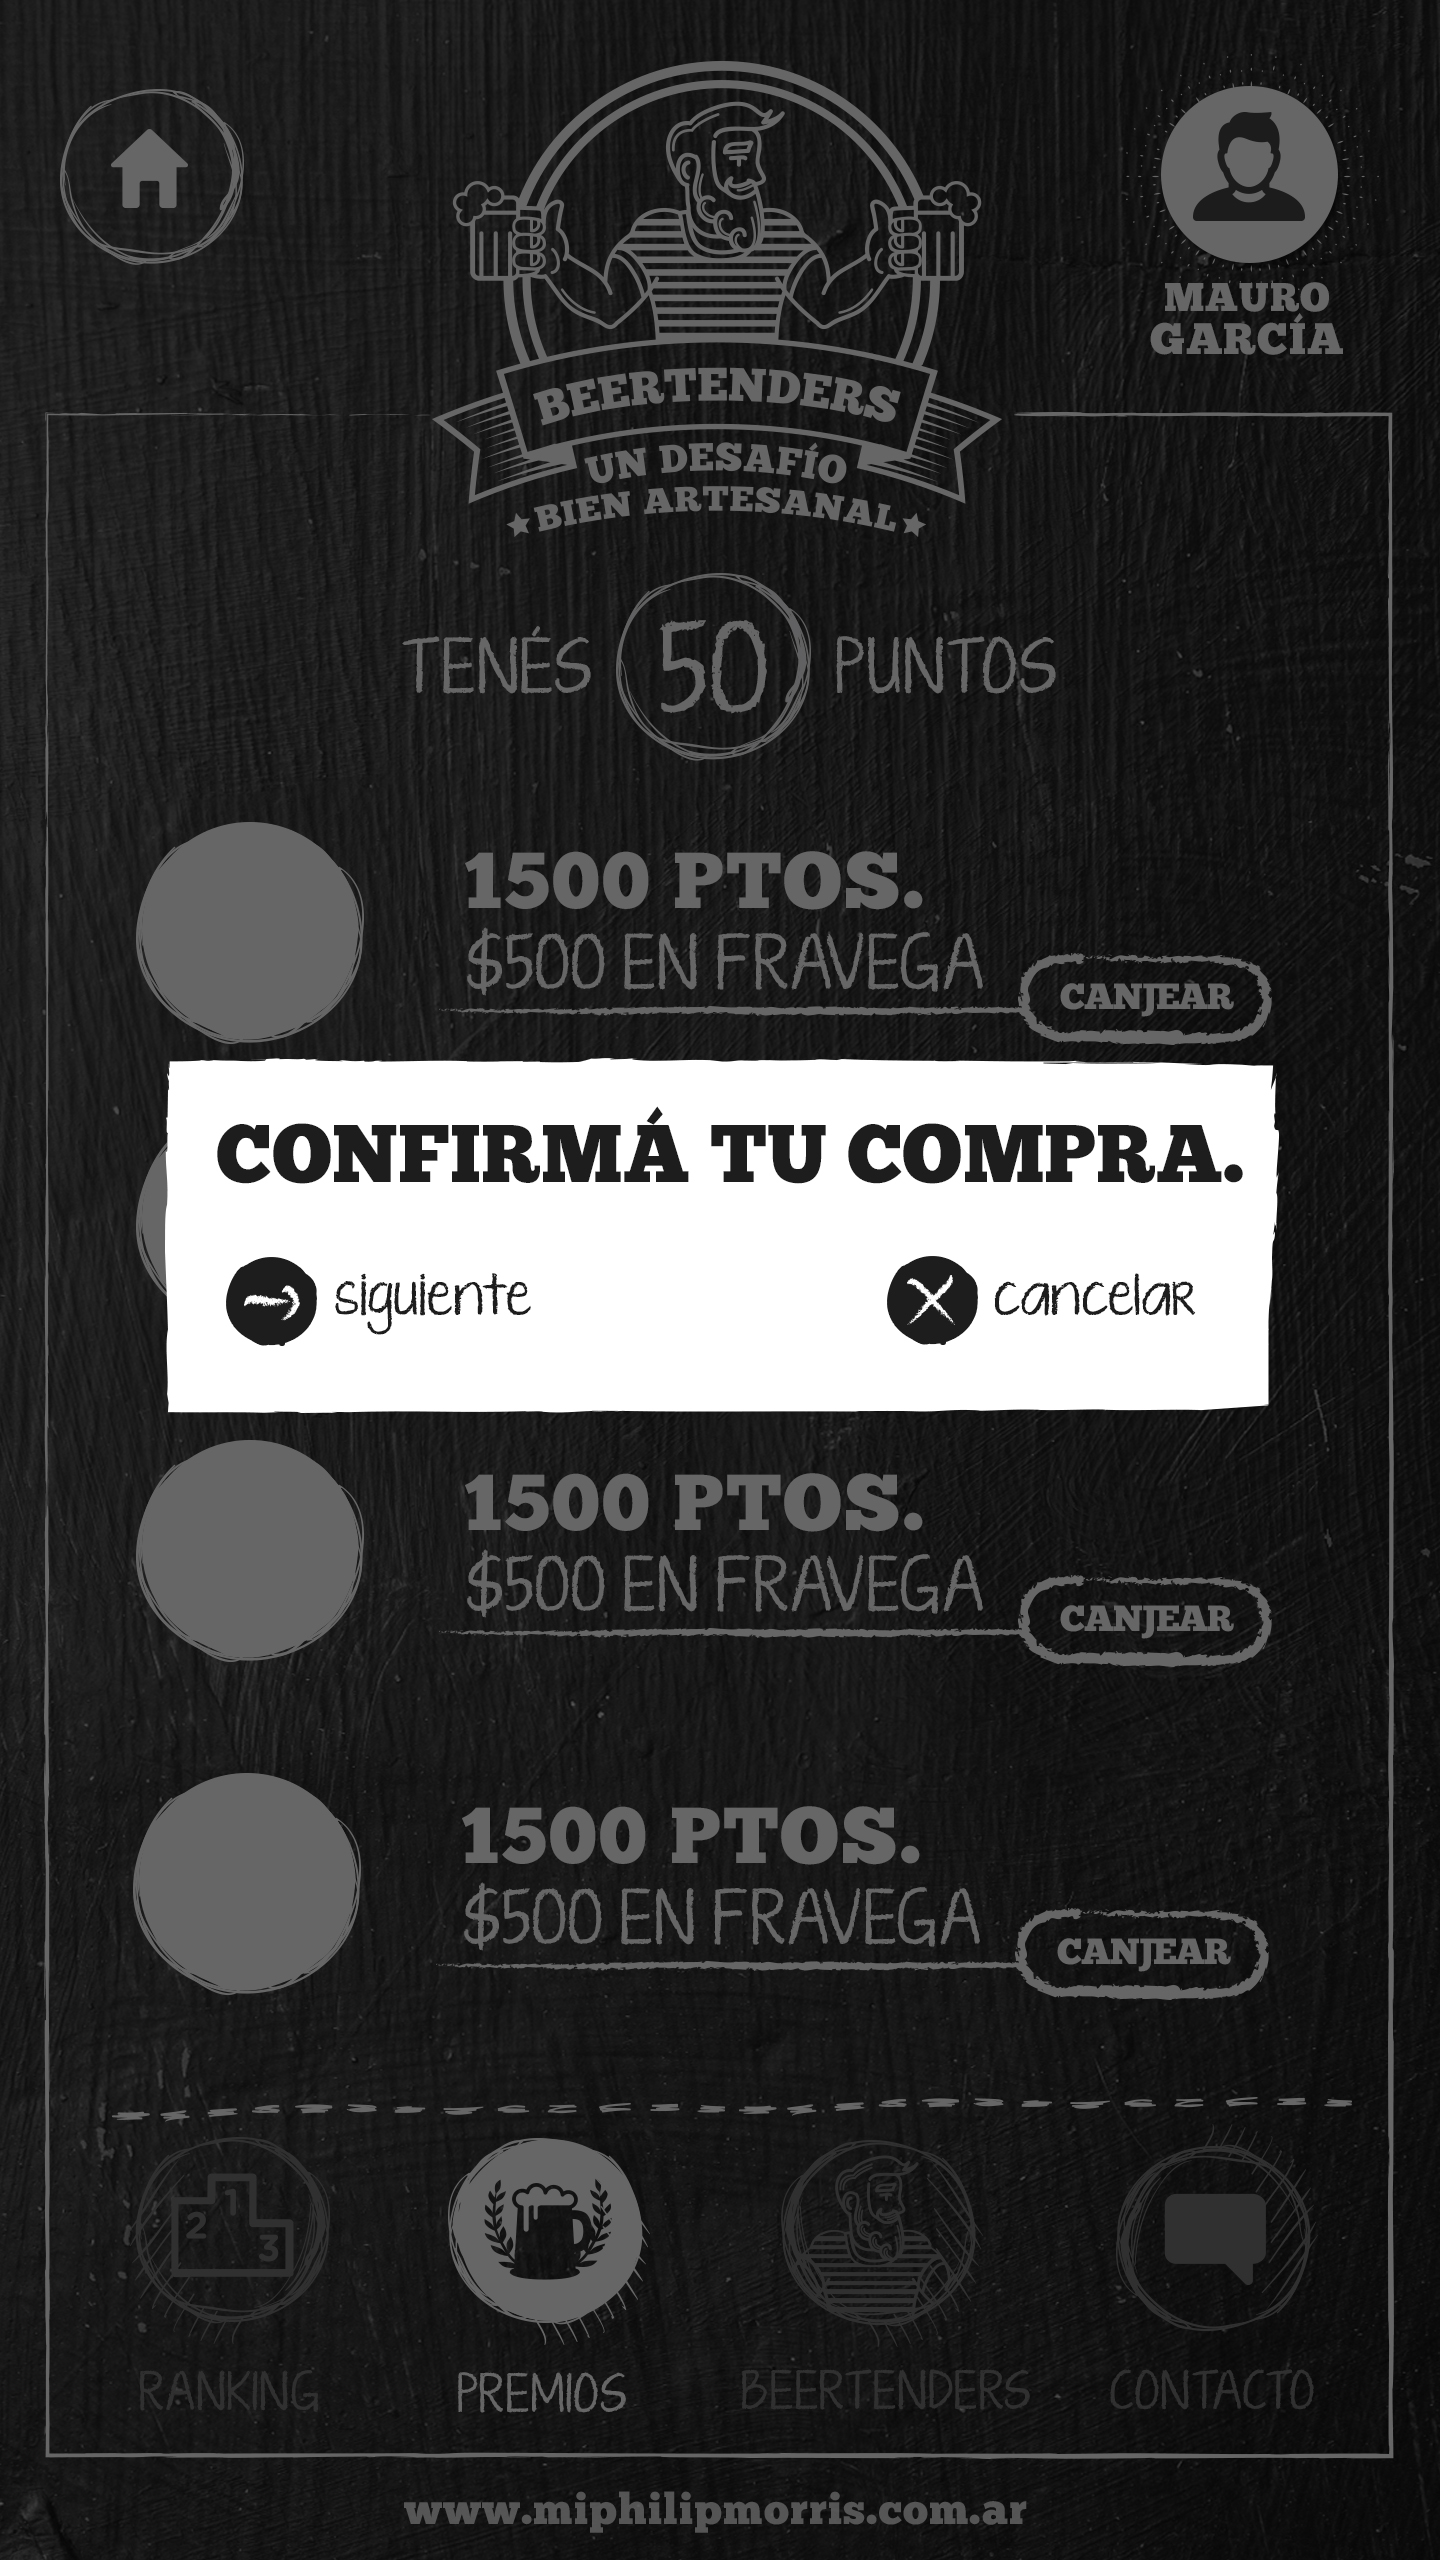 MAURO
GARCÍA
BEERTENDERS
UN DESAFÍO
BIEN ARTESANAL
TENÉS 50 PUNTOS
1500 PTOS.
$500 EN FRAVEGA
CANJEAR
CONFIRMÁ TU COMPRA.
siguiente
cancelar
1500 PTOS.
$500 EN FRAVEGA
CANJEAR
1500 PTOS.
$500 EN FRAVEGA
CANJEAR
1
2
3
RANKING
PREMIOS
BEERTENDERS
CONTACTO
www.miphilipmorris.com.ar